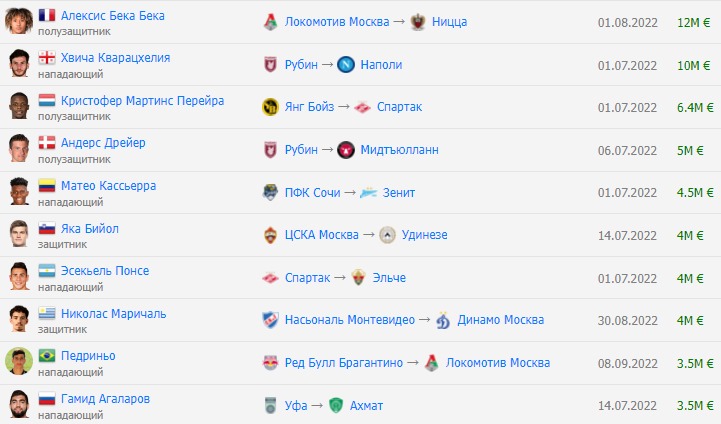 Алексис Бека Бека
полузащитник
Локомотив Москва → Ницца 01.08.2022 12M €
Хвича Кварацхелия
нападающий
Рубин → Наполи 01.07.2022 10M €
Кристофер Мартинс Перейра
полузащитник
Янг Бойз → Спартак 01.07.2022 6.4M €
Андерс Дрейер
полузащитник
Рубин → Мидтъюлланн 06.07.2022 5M €
Матео Кассьерра
нападающий
ПФК Сочи → Зенит 01.07.2022 4.5M €
Яка Бийол
защитник
ЦСКА Москва → Удинезе 14.07.2022 4M €
Эсекьель Понсе
нападающий
Спартак → Эльче 01.07.2022 4M €
Николас Маричаль
защитник
Насьональ Монтевидео → Динамо Москва 30.08.2022 4M €
Педриньо
нападающий
Ред Булл Брагантино → Локомотив Москва 08.09.2022 3.5M €
Гамид Агаларов
нападающий
Уфа → Ахмат 14.07.2022 3.5M €